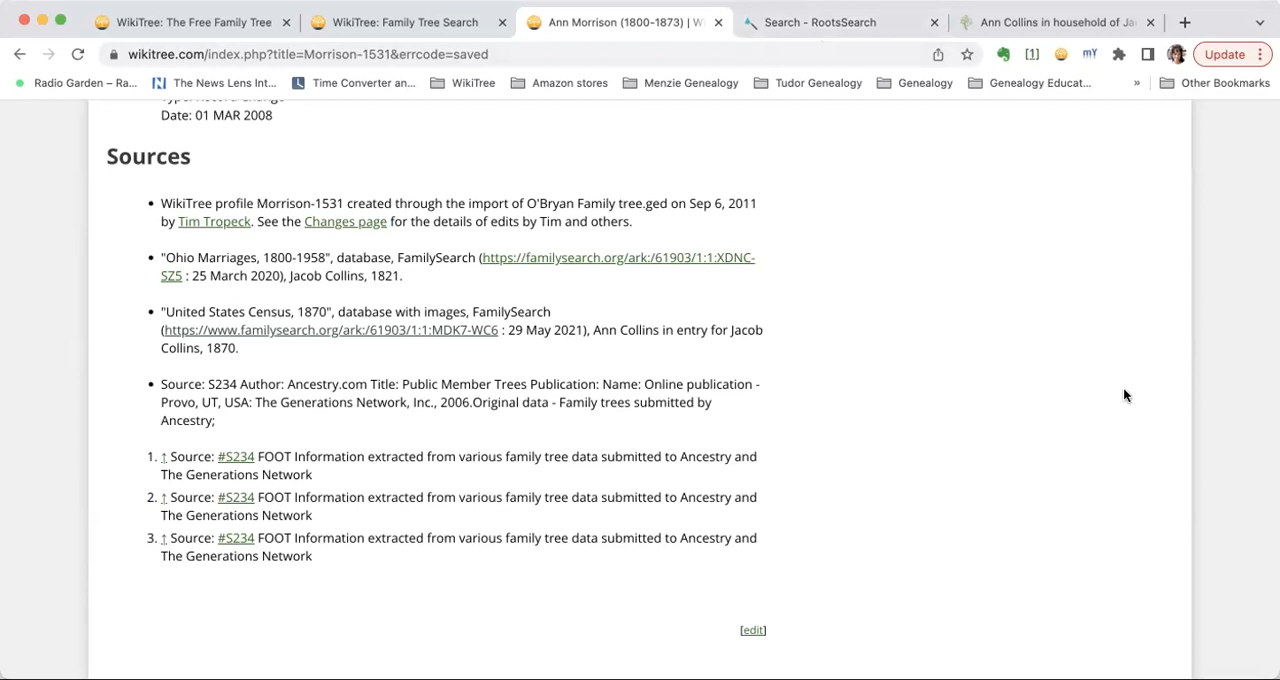 WikiTree: The Free Family Tree
WikiTree: Family Tree Search
Ann Morrison (1800-1873) | W
Search - RootsSearch
Ann Collins in household of Ja
wikitree.com/index.php?title=Morrison-1531&errcode=saved
Update
Radio Garden – Ra...
The News Lens Int...
Time Converter an...
WikiTree
Amazon stores
Menzie Genealogy
Tudor Genealogy
Genealogy
Genealogy Educat...
»
Other Bookmarks
Date: 01 MAR 2008
Sources
• WikiTree profile Morrison-1531 created through the import of O'Bryan Family tree.ged on Sep 6, 2011
by Tim Tropeck. See the Changes page for the details of edits by Tim and others.
• "Ohio Marriages, 1800-1958", database, FamilySearch (https://familysearch.org/ark:/61903/1:1:XDNC-
SZ5 : 25 March 2020), Jacob Collins, 1821.
• "United States Census, 1870", database with images, FamilySearch
(https://www.familysearch.org/ark:/61903/1:1:MDK7-WC6 : 29 May 2021), Ann Collins in entry for Jacob
Collins, 1870.
• Source: S234 Author: Ancestry.com Title: Public Member Trees Publication: Name: Online publication -
Provo, UT, USA: The Generations Network, Inc., 2006.Original data - Family trees submitted by
Ancestry;
1. ↑ Source: #S234 FOOT Information extracted from various family tree data submitted to Ancestry and
The Generations Network
2. ↑ Source: #S234 FOOT Information extracted from various family tree data submitted to Ancestry and
The Generations Network
3. ↑ Source: #S234 FOOT Information extracted from various family tree data submitted to Ancestry and
The Generations Network
[edit]